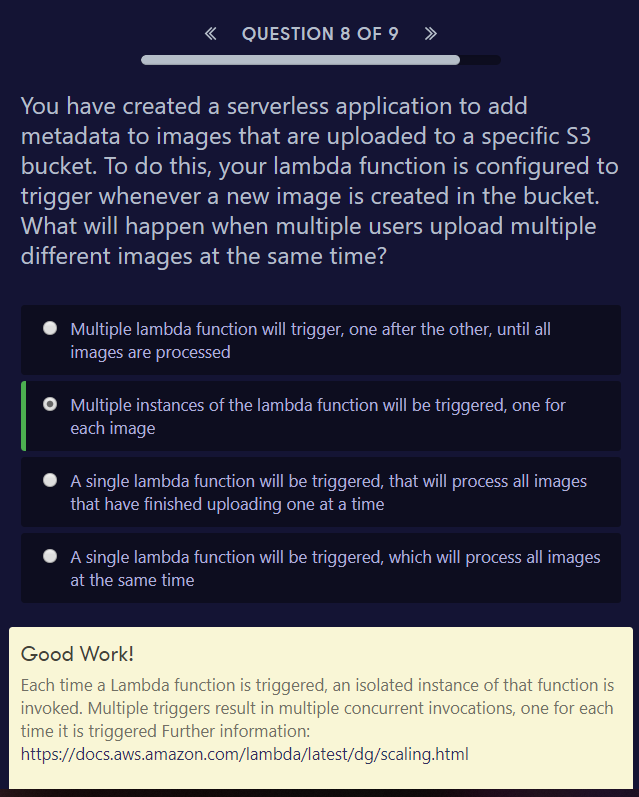 « QUESTION 8 OF 9 »
You have created a serverless application to add
metadata to images that are uploaded to a specific S3
bucket. To do this, your lambda function is configured to
trigger whenever a new image is created in the bucket.
What will happen when multiple users upload multiple
different images at the same time?
Multiple lambda function will trigger, one after the other, until all
images are processed
Multiple instances of the lambda function will be triggered, one for
each image
A single lambda function will be triggered, that will process all images
that have finished uploading one at a time
A single lambda function will be triggered, which will process all images
at the same time
Good Work!
Each time a Lambda function is triggered, an isolated instance of that function is
invoked. Multiple triggers result in multiple concurrent invocations, one for each
time it is triggered Further information:
https://docs.aws.amazon.com/lambda/latest/dg/scaling.html